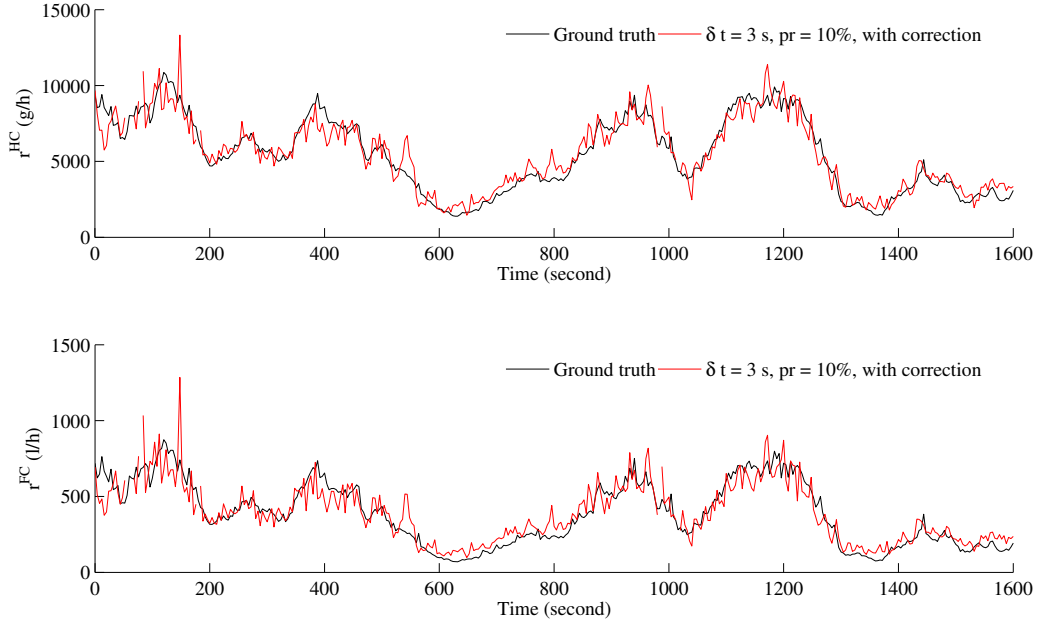 15000
Ground truth
δ t = 3 s, pr = 10%, with correction
10000
r^HC (g/h)
5000
0
0 200 400 600 800 1000 1200 1400 1600
Time (second)
1500
Ground truth
δ t = 3 s, pr = 10%, with correction
1000
r^FC (l/h)
500
0
0 200 400 600 800 1000 1200 1400 1600
Time (second)